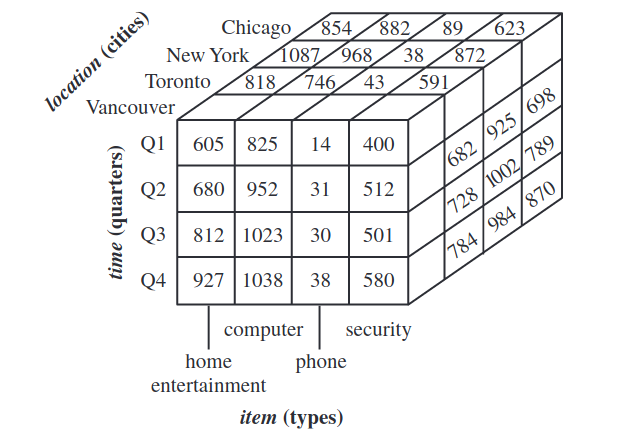 location (cities)
Chicago 854 882 89 623
New York 1087 968 38 872
Toronto 818 746 43 591
Vancouver
time (quarters)
Q1 605 825 14 400
Q2 680 952 31 512
Q3 812 1023 30 501
Q4 927 1038 38 580
682 925 698
728 1002 789
784 984 870
computer security
home phone
entertainment
item (types)